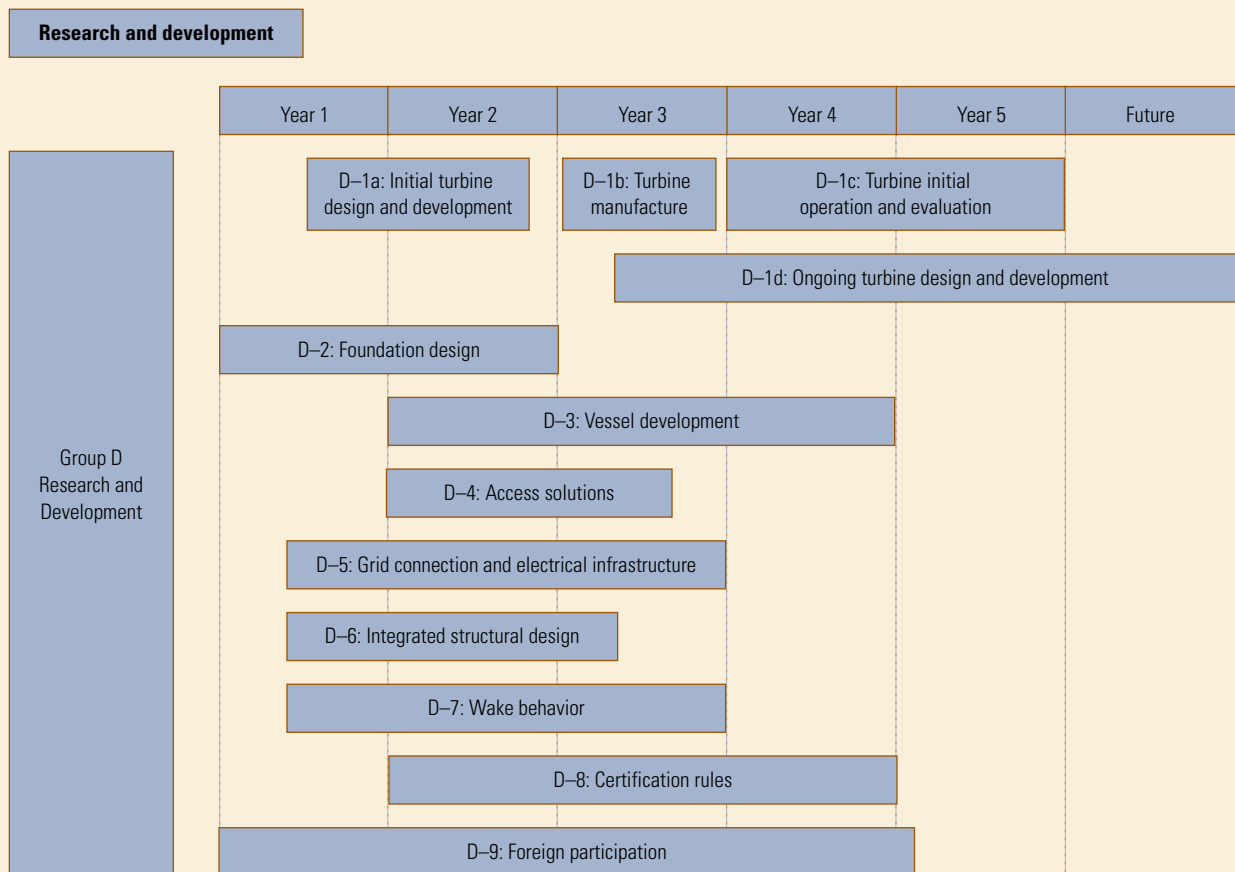 Research and development
Year 1
Year 2
Year 3
Year 4
Year 5
Future
D–1a: Initial turbine
design and development
D–1b: Turbine
manufacture
D–1c: Turbine initial
operation and evaluation
D–1d: Ongoing turbine design and development
D–2: Foundation design
D–3: Vessel development
Group D
Research and
Development
D–4: Access solutions
D–5: Grid connection and electrical infrastructure
D–6: Integrated structural design
D–7: Wake behavior
D–8: Certification rules
D–9: Foreign participation